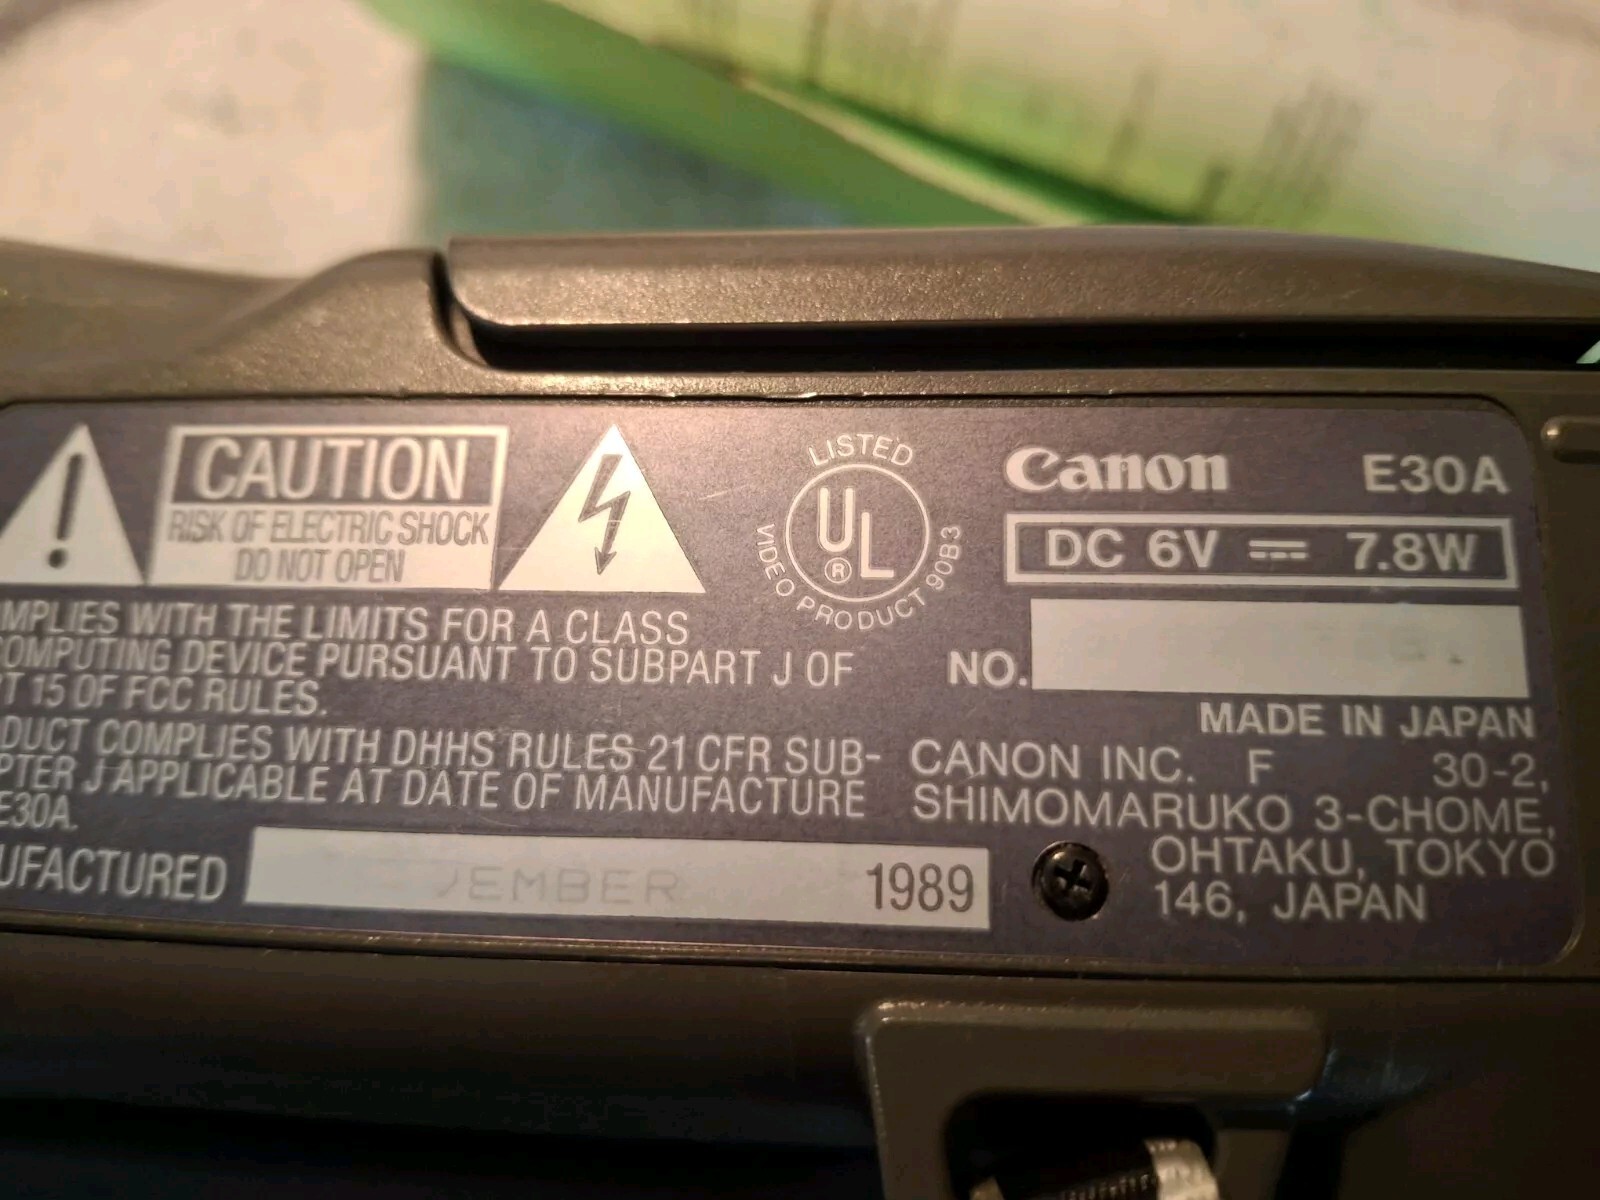 CAUTION
RISK OF ELECTRIC SHOCK
DO NOT OPEN
LISTED
UL
®
VIDEO PRODUCT 90B3
Canon E30A
DC 6V ⎓ 7.8W
NO.
MADE IN JAPAN
CANON INC. F 30-2,
SHIMOMARUKO 3-CHOME,
OHTAKU, TOKYO
146, JAPAN
MPLIES WITH THE LIMITS FOR A CLASS
COMPUTING DEVICE PURSUANT TO SUBPART J OF
T 15 OF FCC RULES.
DUCT COMPLIES WITH DHHS RULES 21 CFR SUB-
PTER J APPLICABLE AT DATE OF MANUFACTURE
E30A.
UFACTURED EMBER 1989